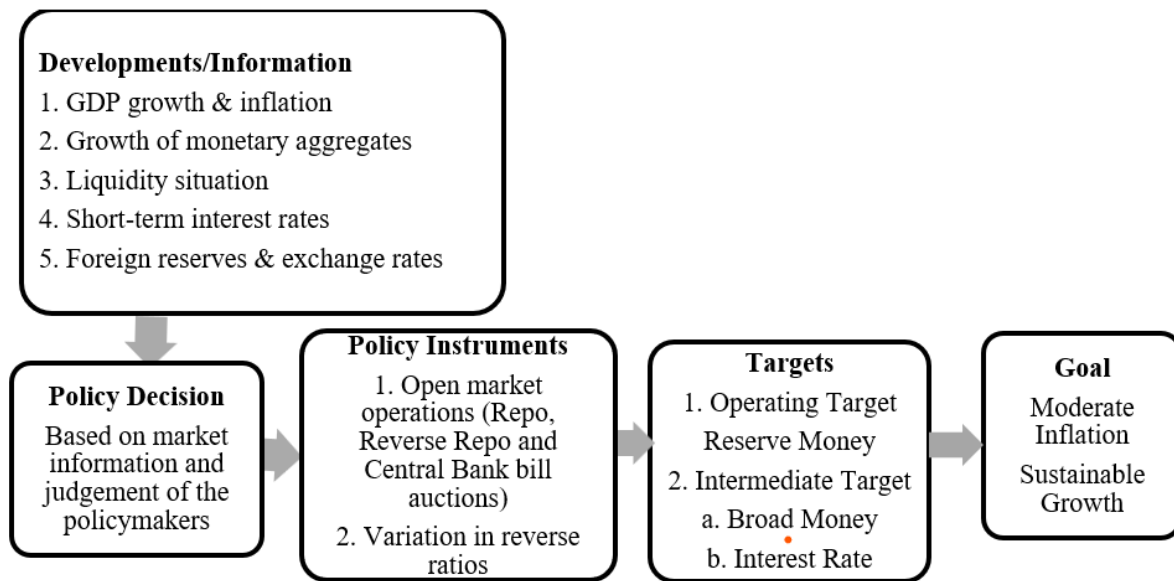 Developments/Information
1. GDP growth & inflation
2. Growth of monetary aggregates
3. Liquidity situation
4. Short-term interest rates
5. Foreign reserves & exchange rates
Policy Decision
Based on market
information and
judgement of the
policymakers
Policy Instruments
1. Open market
operations (Repo,
Reverse Repo and
Central Bank bill
auctions)
2. Variation in reverse
ratios
Targets
1. Operating Target
Reserve Money
2. Intermediate Target
a. Broad Money
b. Interest Rate
Goal
Moderate
Inflation
Sustainable
Growth